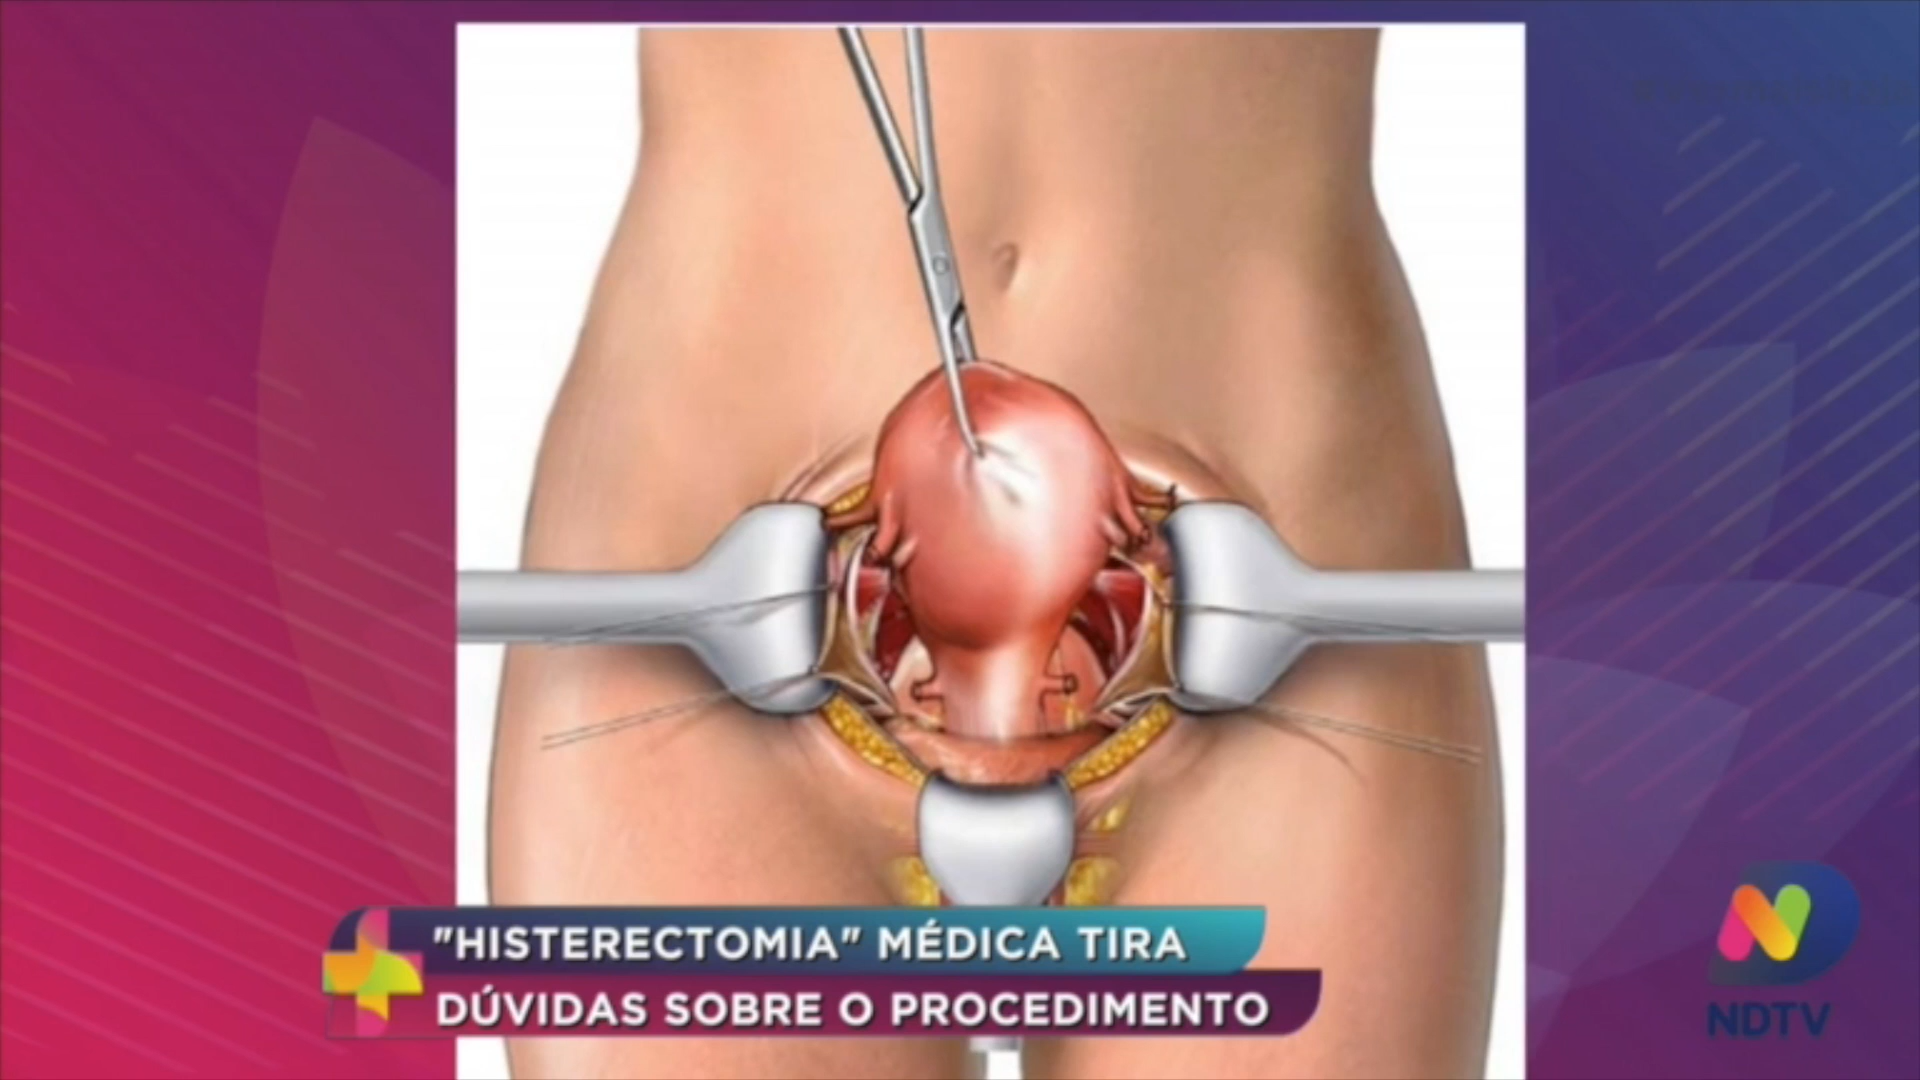 "HISTERECTOMIA" MÉDICA TIRA
DÚVIDAS SOBRE O PROCEDIMENTO
NDTV